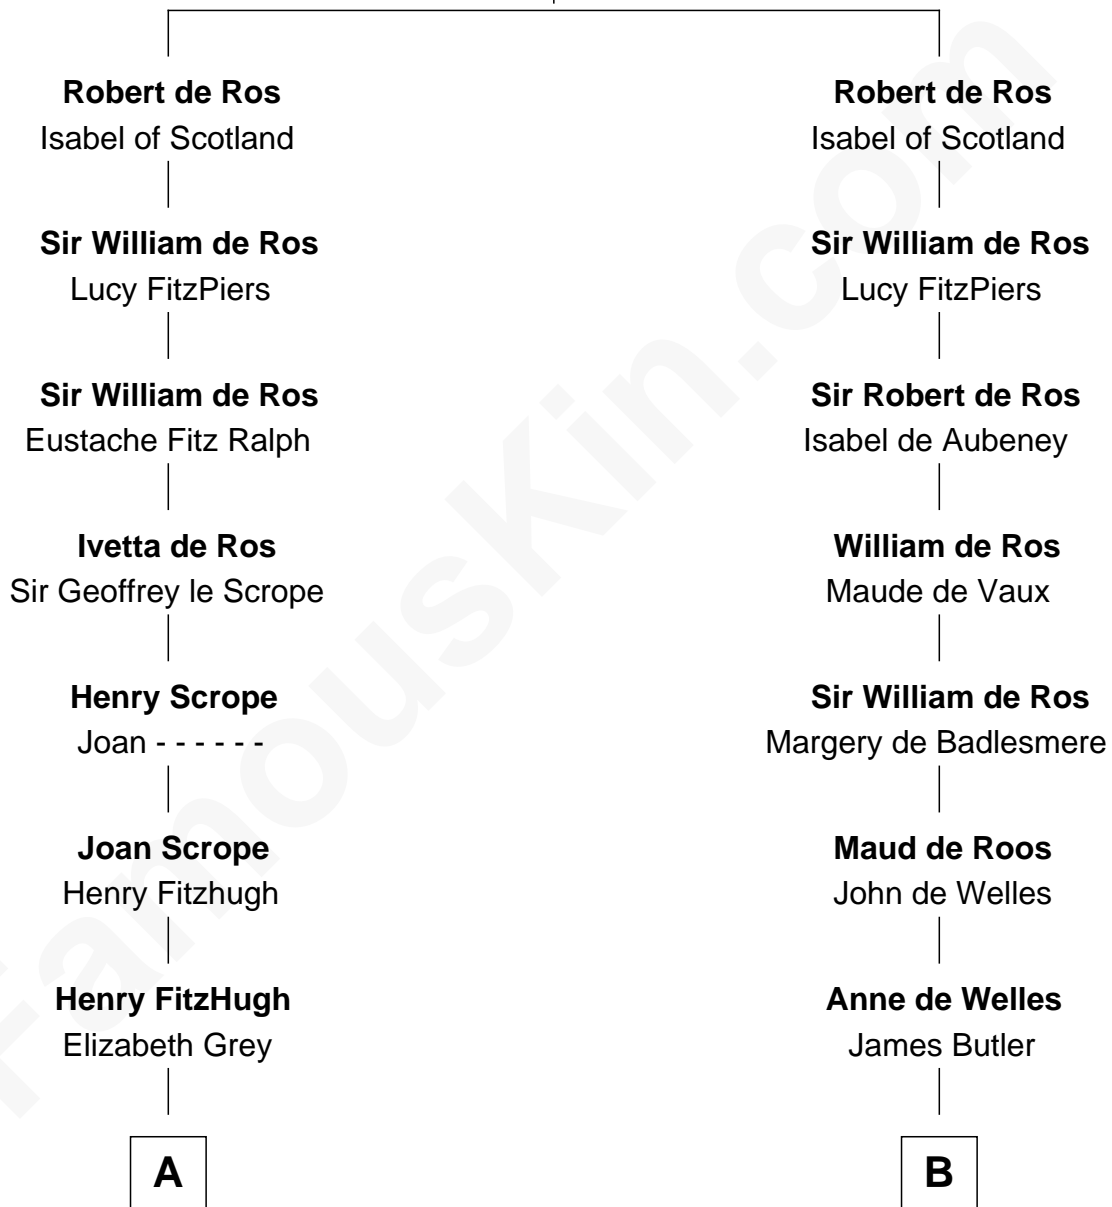 Robert de Ros
Isabel of Scotland
Sir William de Ros
Lucy FitzPiers
Sir William de Ros
Eustache Fitz Ralph
Ivetta de Ros
Sir Geoffrey le Scrope
Henry Scrope
Joan - - - - - -
Joan Scrope
Henry Fitzhugh
Henry FitzHugh
Elizabeth Grey
A
Robert de Ros
Isabel of Scotland
Sir William de Ros
Lucy FitzPiers
Sir Robert de Ros
Isabel de Aubeney
William de Ros
Maude de Vaux
Sir William de Ros
Margery de Badlesmere
Maud de Roos
John de Welles
Anne de Welles
James Butler
B
FamousKin.com